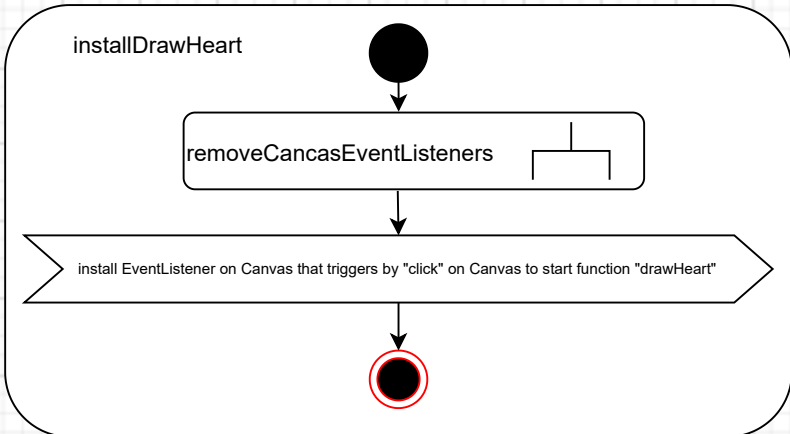 installDrawHeart
removeCancasEventListeners
install EventListener on Canvas that triggers by "click" on Canvas to start function "drawHeart"